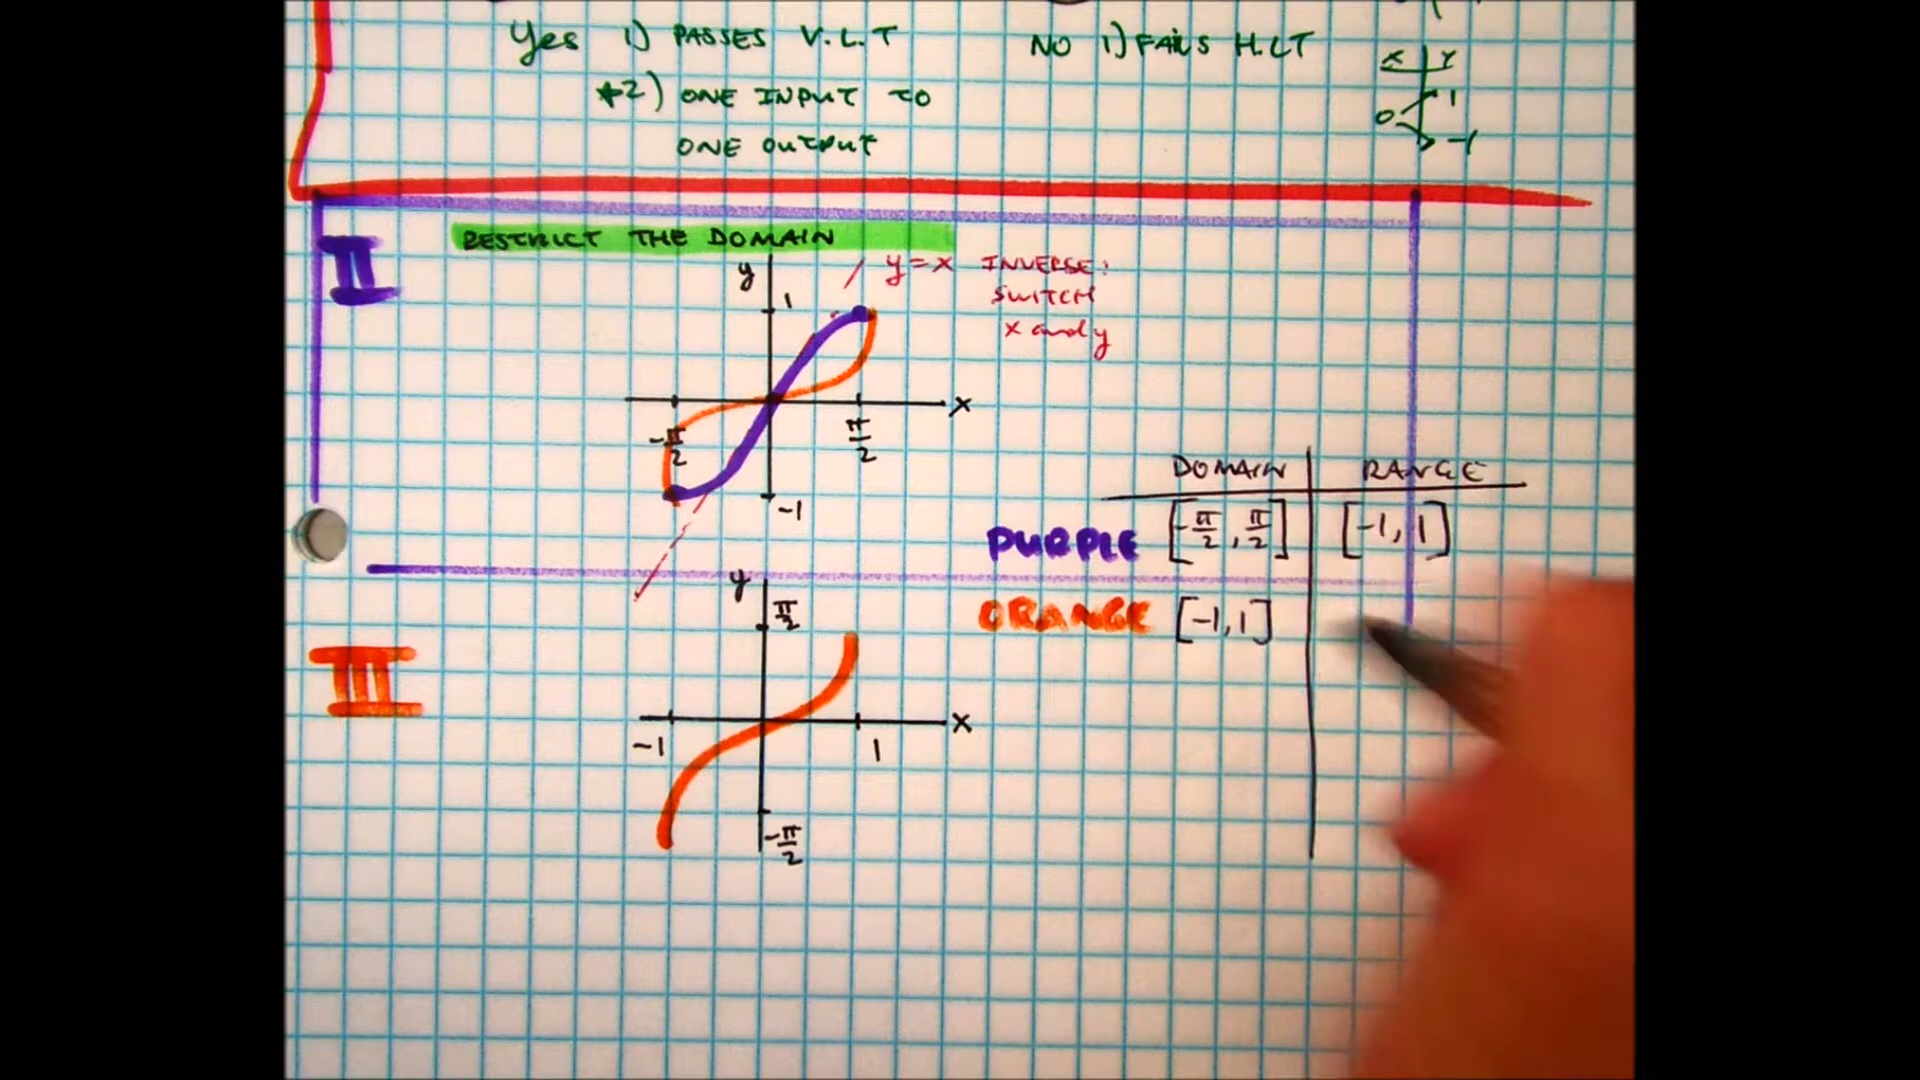 Yes 1) PASSES V.L.T
*2) ONE INPUT TO
ONE OUTPUT
NO 1) FAILS H.L.T
X Y
1
0
-1
II
RESTRICT THE DOMAIN
y
y=x
INVERSE:
SWITCH
x and y
1
x
-π/2
π/2
-1
DOMAIN RANGE
PURPLE [-π/2, π/2] [-1, 1]
ORANGE [-1, 1]
III
y
π/2
x
-1
1
-π/2